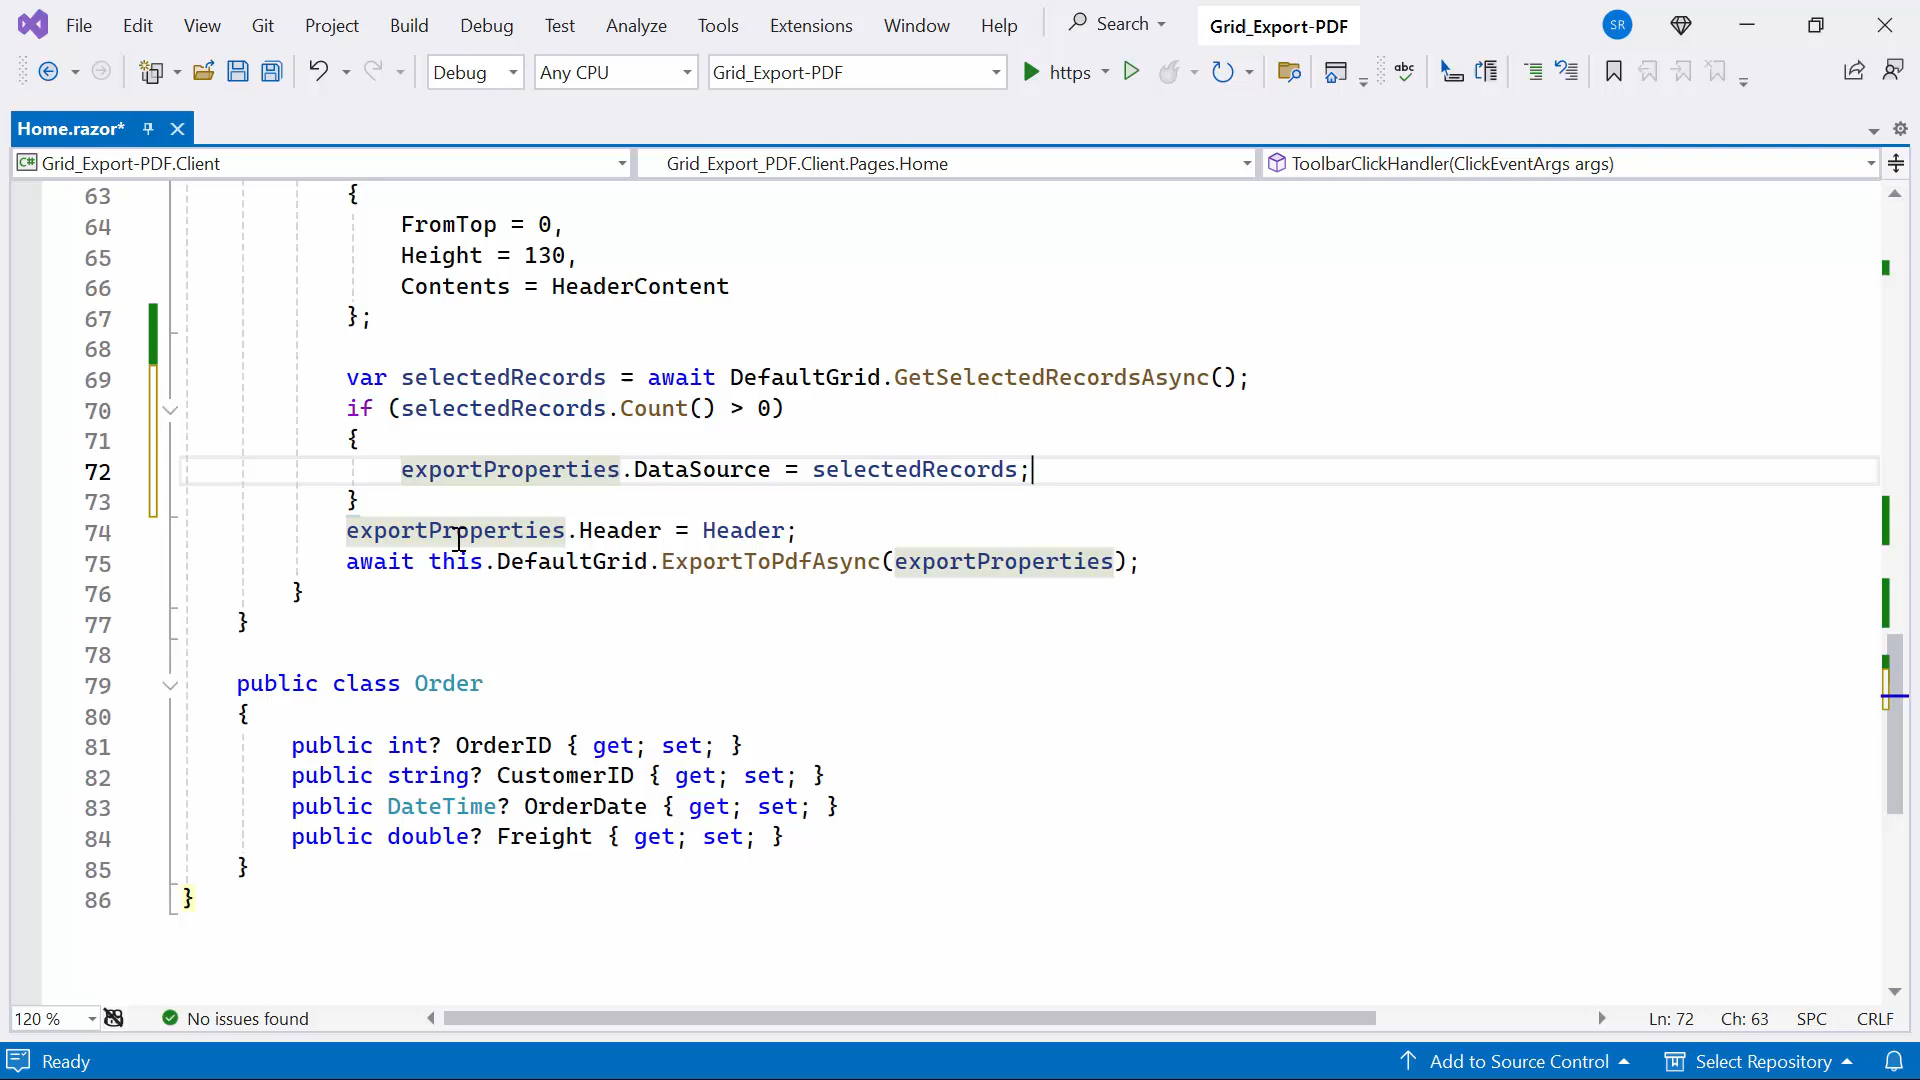 File Edit View Git Project Build Debug Test Analyze Tools Extensions Window Help Search Grid_Export-PDF SR
Debug Any CPU Grid_Export-PDF https abc
Home.razor*
C# Grid_Export-PDF.Client Grid_Export_PDF.Client.Pages.Home ToolbarClickHandler(ClickEventArgs args)
63 {
64 FromTop = 0,
65 Height = 130,
66 Contents = HeaderContent
67 };
68
69 var selectedRecords = await DefaultGrid.GetSelectedRecordsAsync();
70 if (selectedRecords.Count() > 0)
71 {
72 exportProperties.DataSource = selectedRecords;
73 }
74 exportProperties.Header = Header;
75 await this.DefaultGrid.ExportToPdfAsync(exportProperties);
76 }
77 }
78
79 public class Order
80 {
81 public int? OrderID { get; set; }
82 public string? CustomerID { get; set; }
83 public DateTime? OrderDate { get; set; }
84 public double? Freight { get; set; }
85 }
86 }
120 % No issues found Ln: 72 Ch: 63 SPC CRLF
Ready Add to Source Control Select Repository